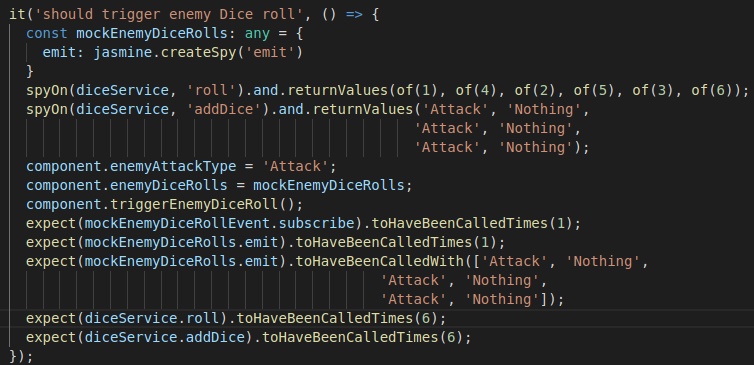 it('should trigger enemy Dice roll', () => {
const mockEnemyDiceRolls: any = {
emit: jasmine.createSpy('emit')
}
spyOn(diceService, 'roll').and.returnValues(of(1), of(4), of(2), of(5), of(3), of(6));
spyOn(diceService, 'addDice').and.returnValues('Attack', 'Nothing',
'Attack', 'Nothing',
'Attack', 'Nothing');
component.enemyAttackType = 'Attack';
component.enemyDiceRolls = mockEnemyDiceRolls;
component.triggerEnemyDiceRoll();
expect(mockEnemyDiceRollEvent.subscribe).toHaveBeenCalledTimes(1);
expect(mockEnemyDiceRolls.emit).toHaveBeenCalledTimes(1);
expect(mockEnemyDiceRolls.emit).toHaveBeenCalledWith(['Attack', 'Nothing',
'Attack', 'Nothing',
'Attack', 'Nothing']);
expect(diceService.roll).toHaveBeenCalledTimes(6);
expect(diceService.addDice).toHaveBeenCalledTimes(6);
});